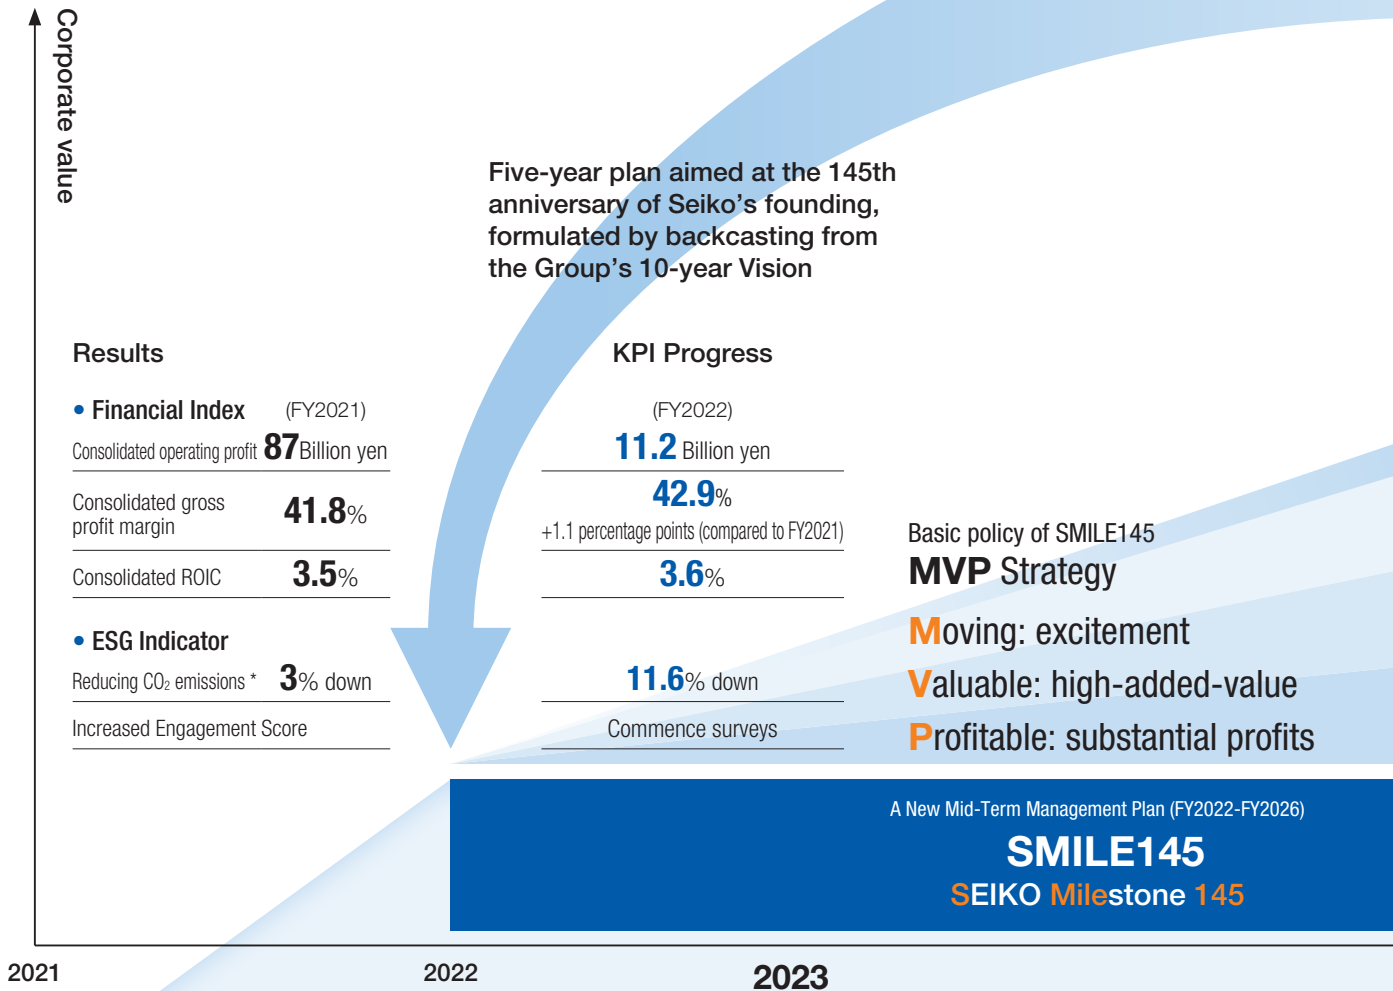 Corporate value
Five-year plan aimed at the 145th
anniversary of Seiko’s founding,
formulated by backcasting from
the Group’s 10-year Vision
Results
• Financial Index (FY2021)
Consolidated operating profit 87 Billion yen
Consolidated gross
profit margin 41.8%
Consolidated ROIC 3.5%
• ESG Indicator
Reducing CO₂ emissions * 3% down
Increased Engagement Score
KPI Progress
(FY2022)
11.2 Billion yen
42.9%
+1.1 percentage points (compared to FY2021)
3.6%
11.6% down
Commence surveys
Basic policy of SMILE145
MVP Strategy
Moving: excitement
Valuable: high-added-value
Profitable: substantial profits
A New Mid-Term Management Plan (FY2022-FY2026)
SMILE145
SEIKO Milestone 145
2021 2022 2023